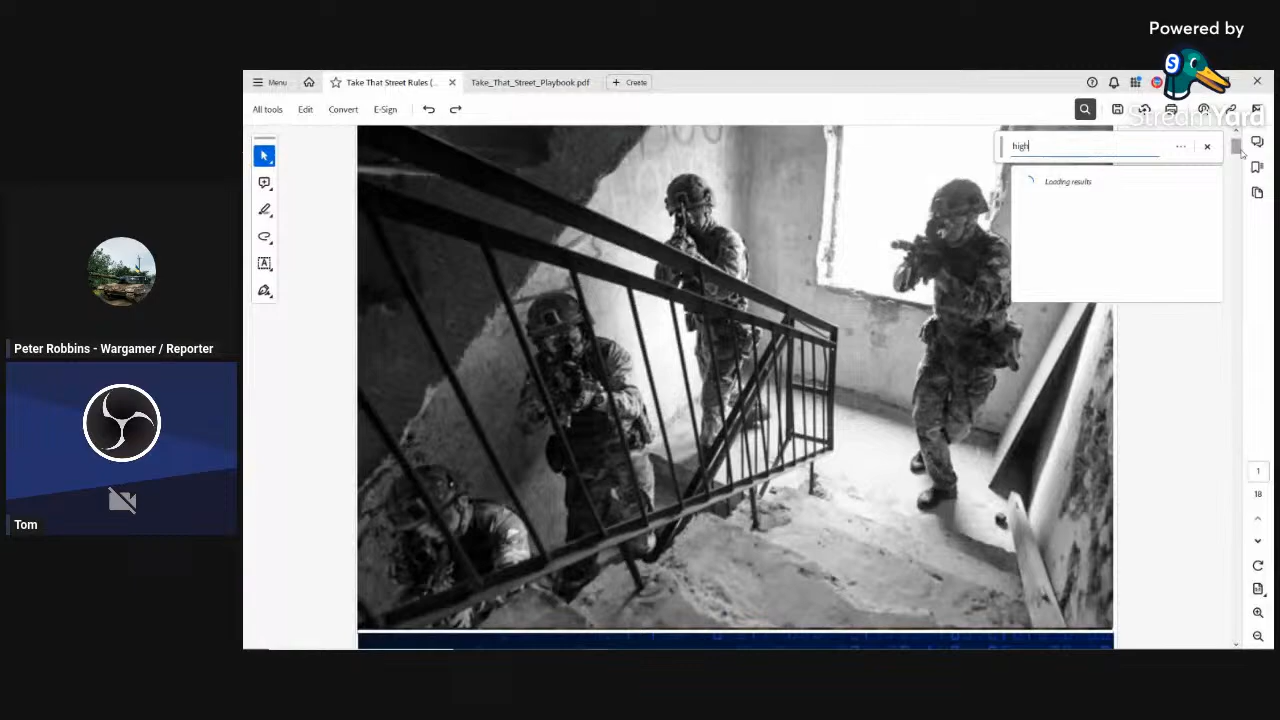 Powered by
S
StreamYard
Menu
Take That Street Rules (...
Take_That_Street_Playbook.pdf
Create
All tools
Edit
Convert
E-Sign
high
Loading results
Peter Robbins - Wargamer / Reporter
Tom
1
18